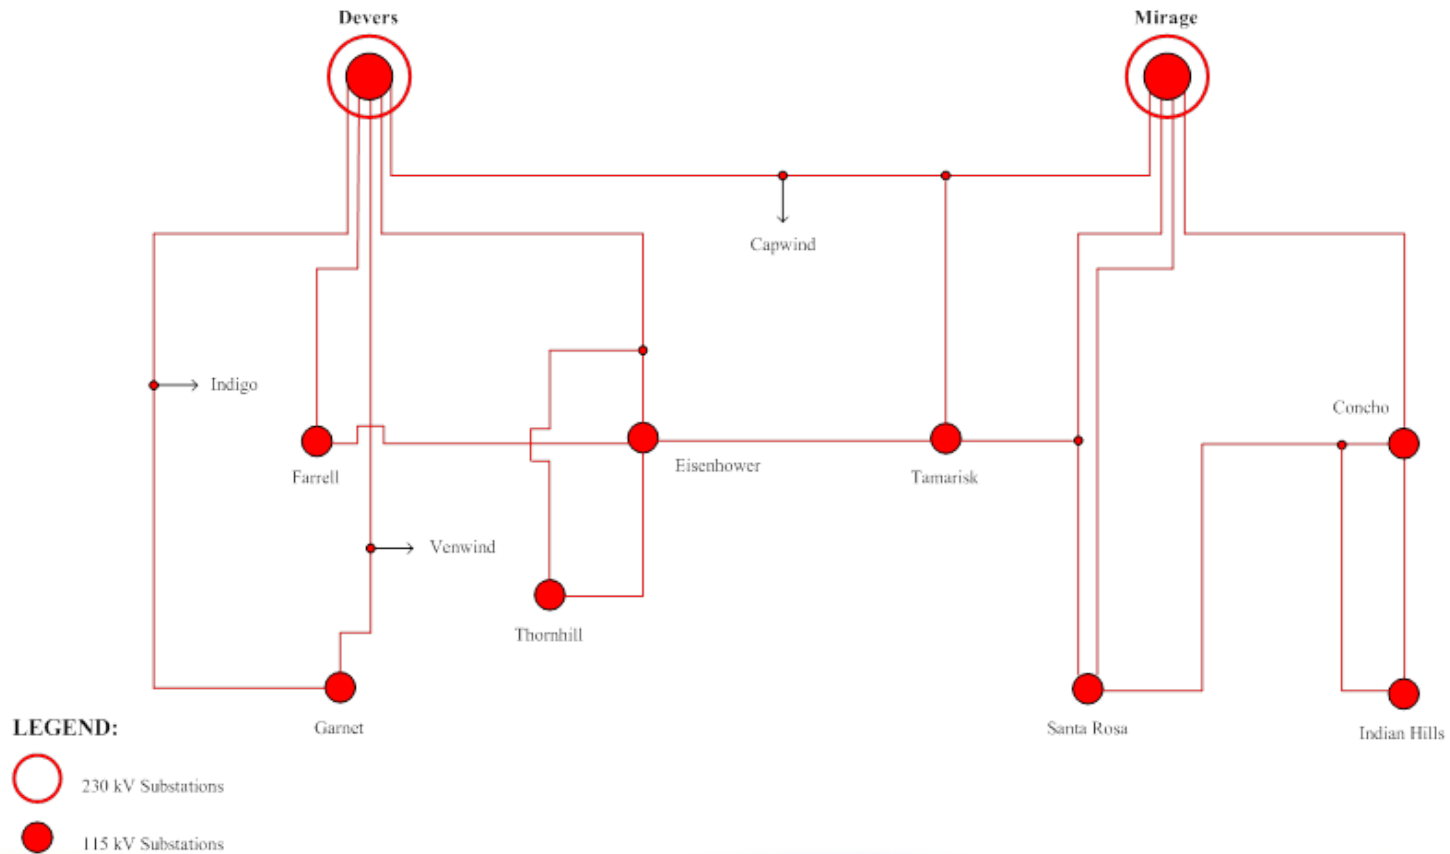 Devers
Mirage
Capwind
Indigo
Concho
Farrell
Eisenhower
Tamarisk
Venwind
Thornhill
Garnet
Santa Rosa
Indian Hills
LEGEND:
230 kV Substations
115 kV Substations